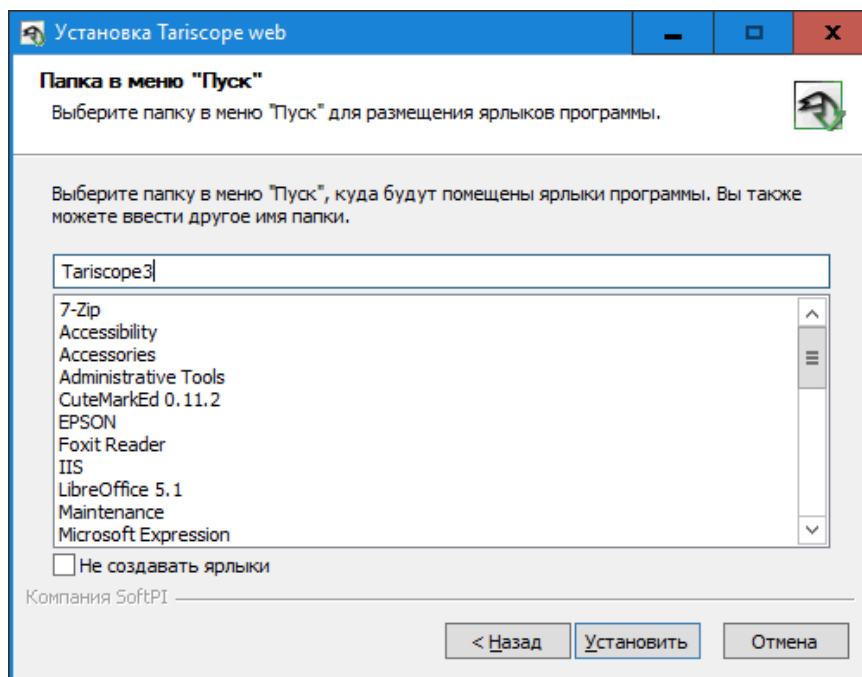 Установка Tariscope web
Папка в меню "Пуск"
Выберите папку в меню "Пуск" для размещения ярлыков программы.
Выберите папку в меню "Пуск", куда будут помещены ярлыки программы. Вы также
можете ввести другое имя папки.
Tariscope3
7-Zip
Accessibility
Accessories
Administrative Tools
CuteMarkEd 0.11.2
EPSON
Foxit Reader
IIS
LibreOffice 5.1
Maintenance
Microsoft Expression
Не создавать ярлыки
Компания SoftPI
< Назад
Установить
Отмена